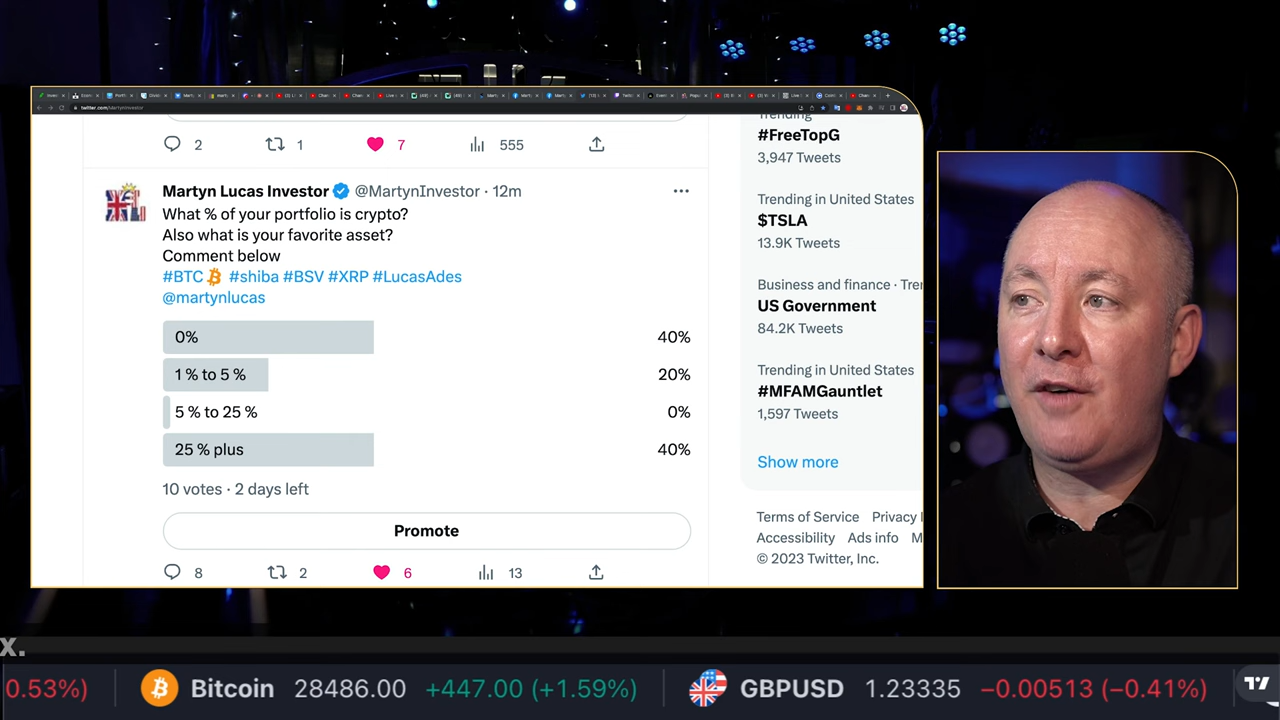 twitter.com/MartynInvestor
Trending
2 1 7 555
#FreeTopG
3,947 Tweets
Martyn Lucas Investor @MartynInvestor · 12m
What % of your portfolio is crypto?
Also what is your favorite asset?
Comment below
#BTC #shiba #BSV #XRP #LucasAdes
@martynlucas
0% 40%
1 % to 5 % 20%
5 % to 25 % 0%
25 % plus 40%
10 votes · 2 days left
Promote
8 2 6 13
Trending in United States
$TSLA
13.9K Tweets
Business and finance · Tre
US Government
84.2K Tweets
Trending in United States
#MFAMGauntlet
1,597 Tweets
Show more
Terms of Service Privacy
Accessibility Ads info M
© 2023 Twitter, Inc.
X.
0.53%) Bitcoin 28486.00 +447.00 (+1.59%) GBPUSD 1.23335 −0.00513 (−0.41%)